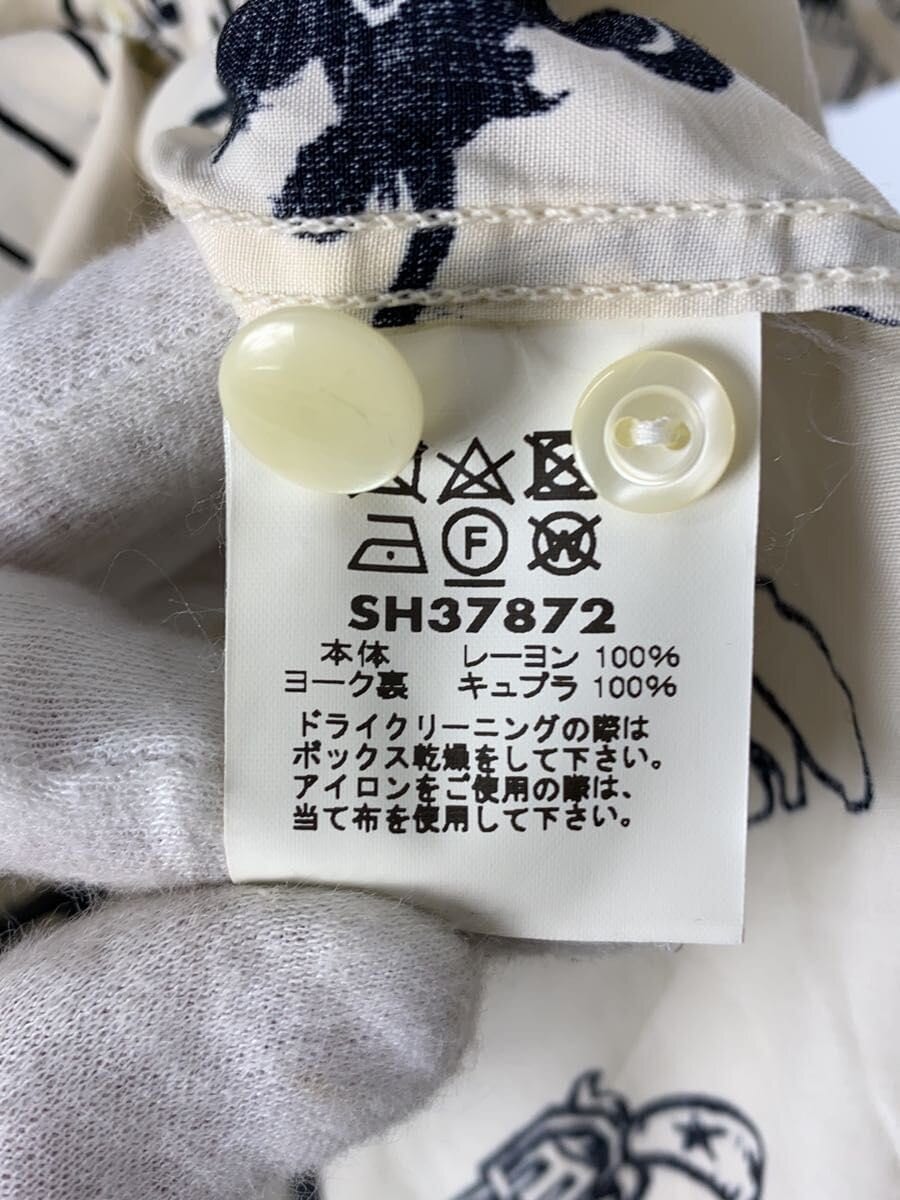 F
W
SH37872
本体 レーヨン 100%
ヨーク裏 キュプラ 100%
ドライクリーニングの際は
ボックス乾燥をして下さい。
アイロンをご使用の際は、
当て布を使用して下さい。